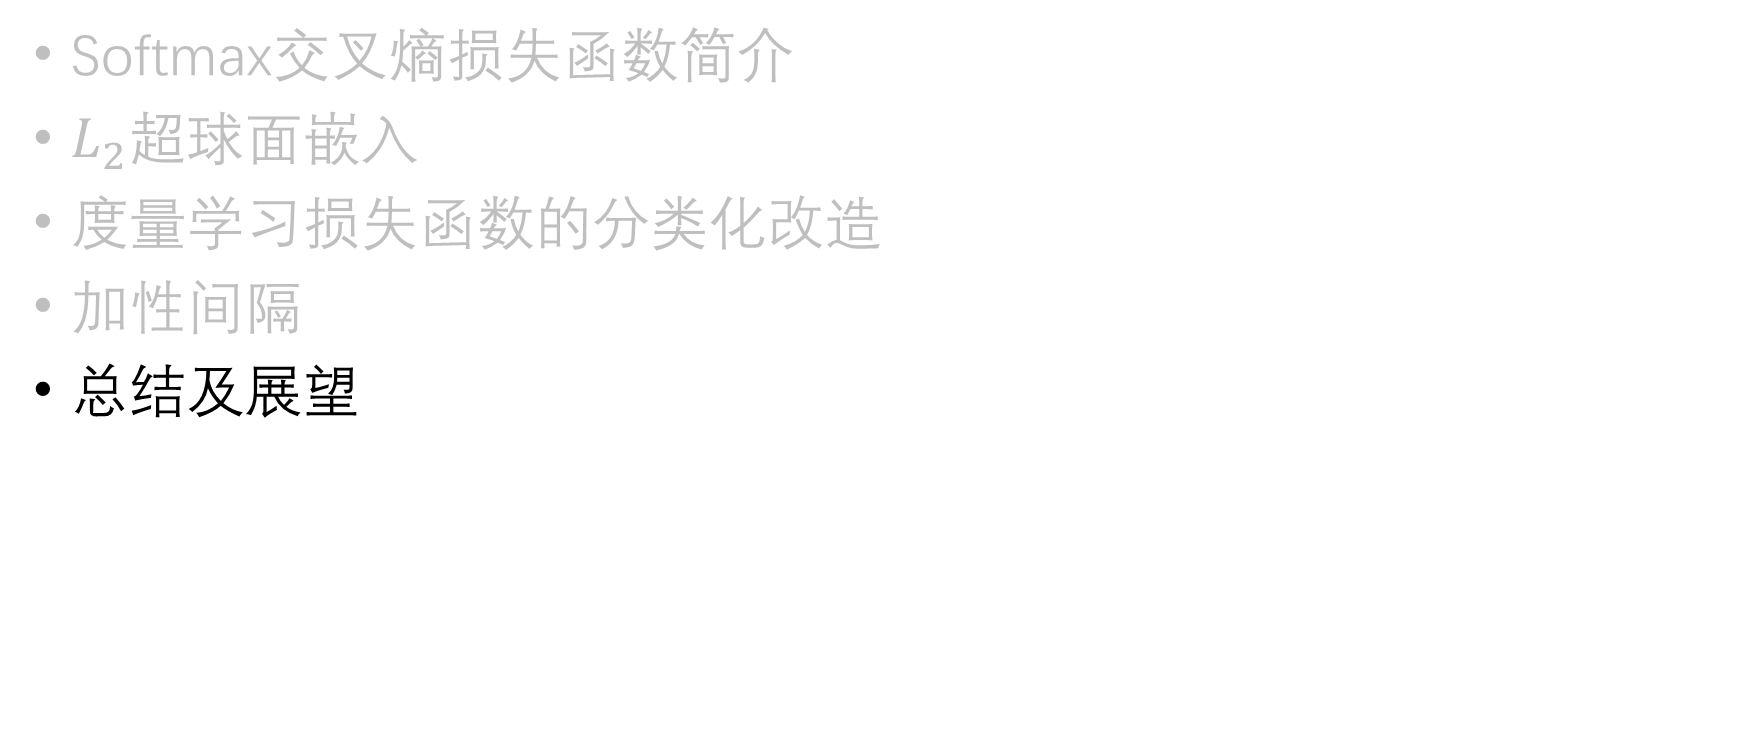 • Softmax交叉熵损失函数简介
• L₂超球面嵌入
• 度量学习损失函数的分类化改造
• 加性间隔
• 总结及展望